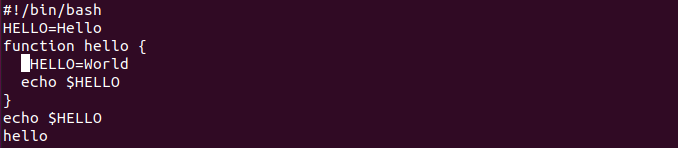 #!/bin/bash
HELLO=Hello
function hello {
  HELLO=World
  echo $HELLO
}
echo $HELLO
hello